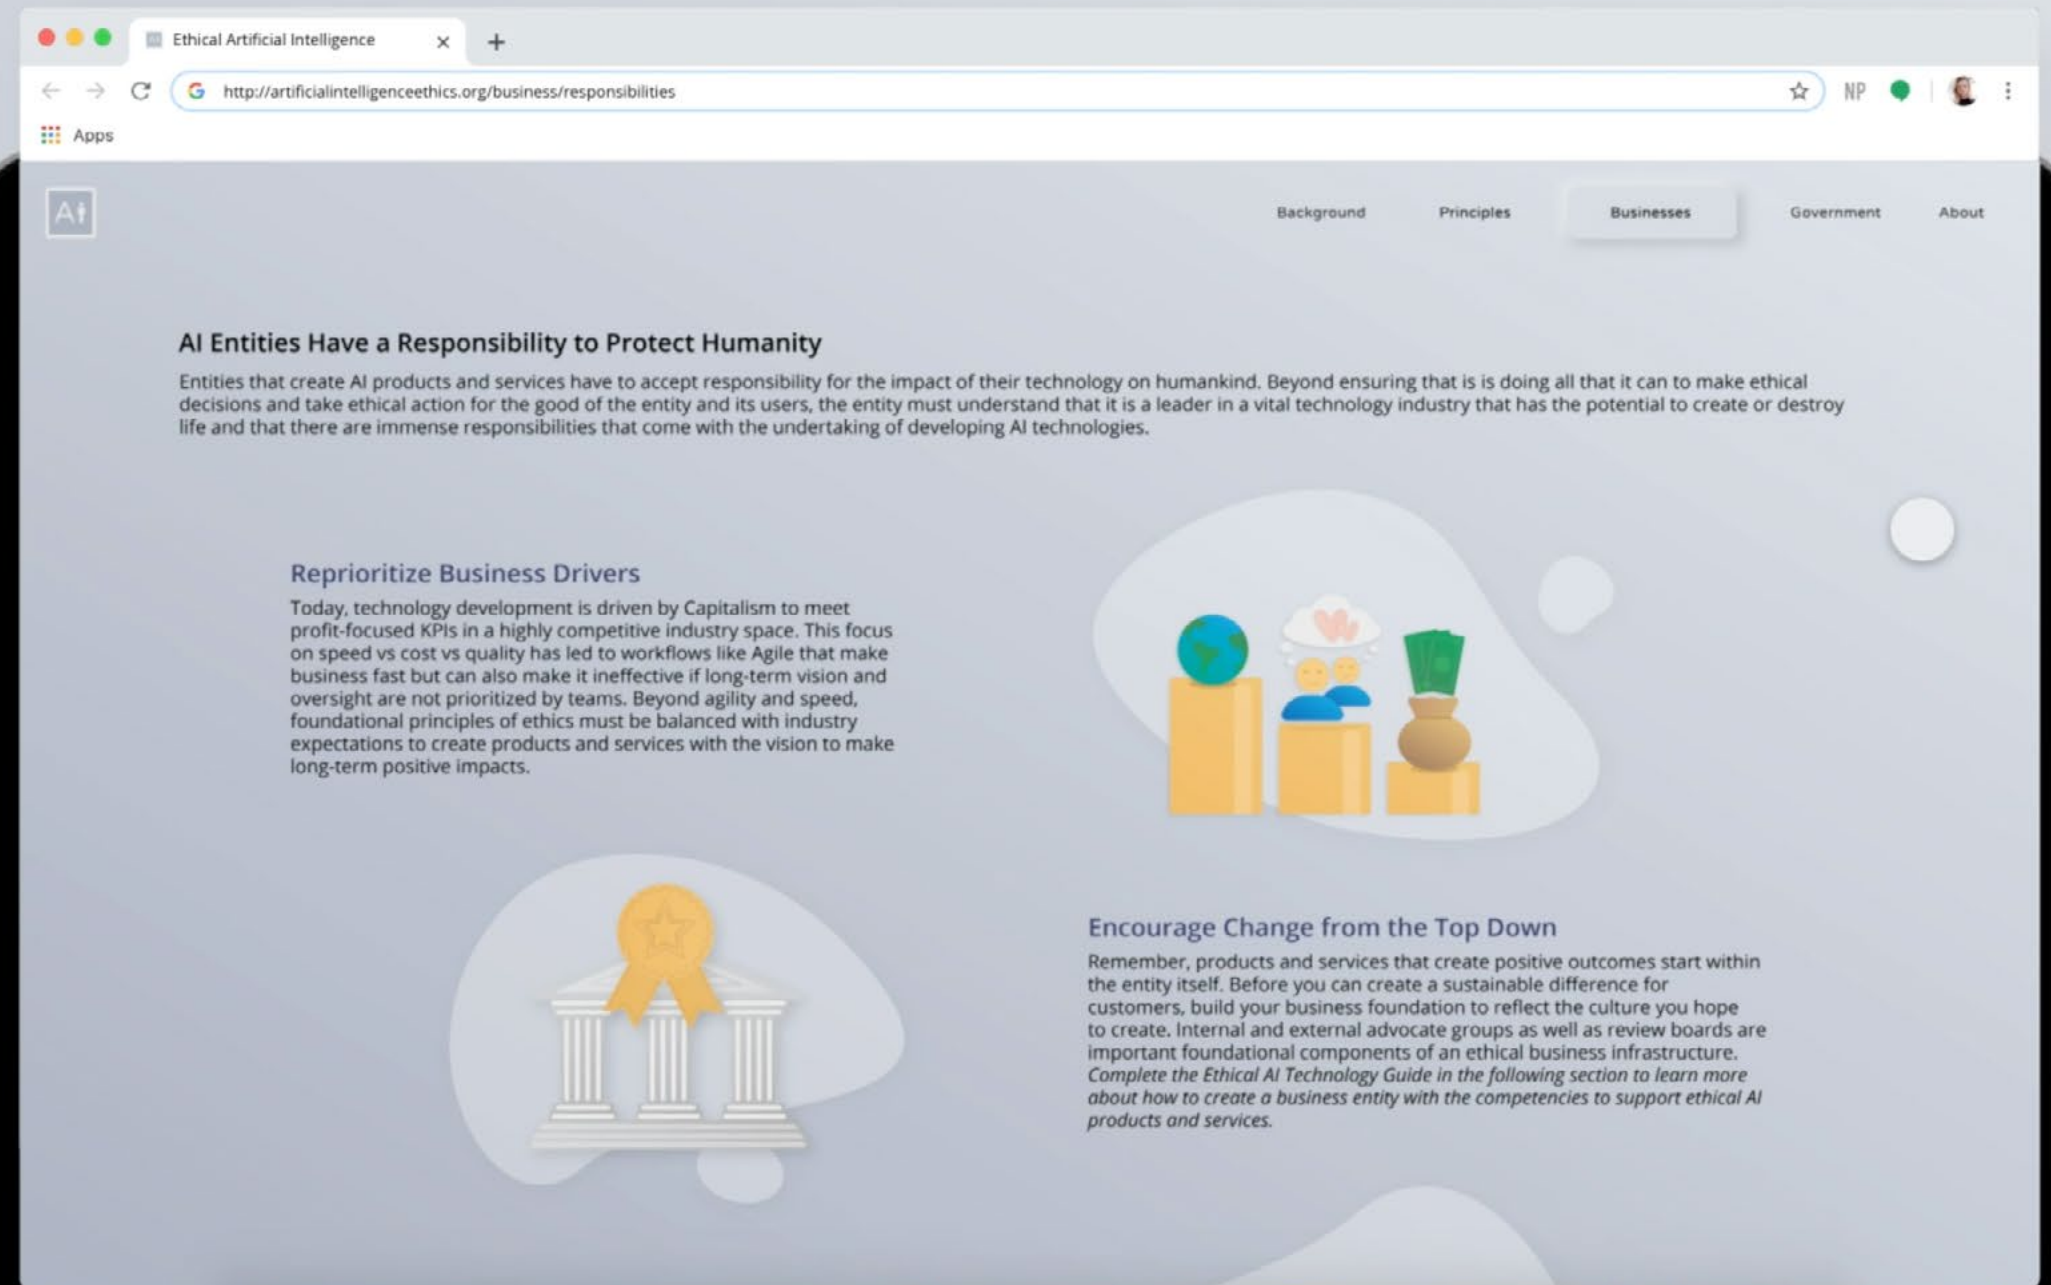 Ethical Artificial Intelligence
http://artificialintelligenceethics.org/business/responsibilities
NP
Apps
Ai
Background
Principles
Businesses
Government
About
AI Entities Have a Responsibility to Protect Humanity
Entities that create AI products and services have to accept responsibility for the impact of their technology on humankind. Beyond ensuring that is is doing all that it can to make ethical
decisions and take ethical action for the good of the entity and its users, the entity must understand that it is a leader in a vital technology industry that has the potential to create or destroy
life and that there are immense responsibilities that come with the undertaking of developing AI technologies.
Reprioritize Business Drivers
Today, technology development is driven by Capitalism to meet
profit-focused KPIs in a highly competitive industry space. This focus
on speed vs cost vs quality has led to workflows like Agile that make
business fast but can also make it ineffective if long-term vision and
oversight are not prioritized by teams. Beyond agility and speed,
foundational principles of ethics must be balanced with industry
expectations to create products and services with the vision to make
long-term positive impacts.
Encourage Change from the Top Down
Remember, products and services that create positive outcomes start within
the entity itself. Before you can create a sustainable difference for
customers, build your business foundation to reflect the culture you hope
to create. Internal and external advocate groups as well as review boards are
important foundational components of an ethical business infrastructure.
Complete the Ethical AI Technology Guide in the following section to learn more
about how to create a business entity with the competencies to support ethical AI
products and services.